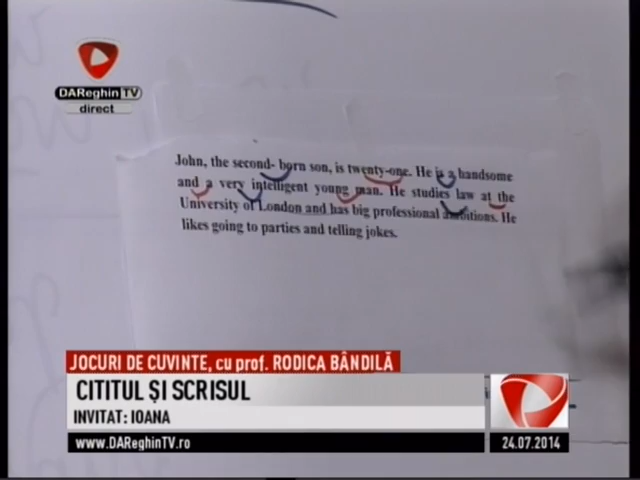 DAReghin TV
direct
John, the second- born son, is twenty-one. He is a handsome
and a very intelligent young man. He studies law at the
University of London and has big professional ambitions. He
likes going to parties and telling jokes.
JOCURI DE CUVINTE, cu prof. RODICA BÂNDILĂ
CITITUL ȘI SCRISUL
INVITAT: IOANA
www.DAReghinTV.ro
24.07.2014